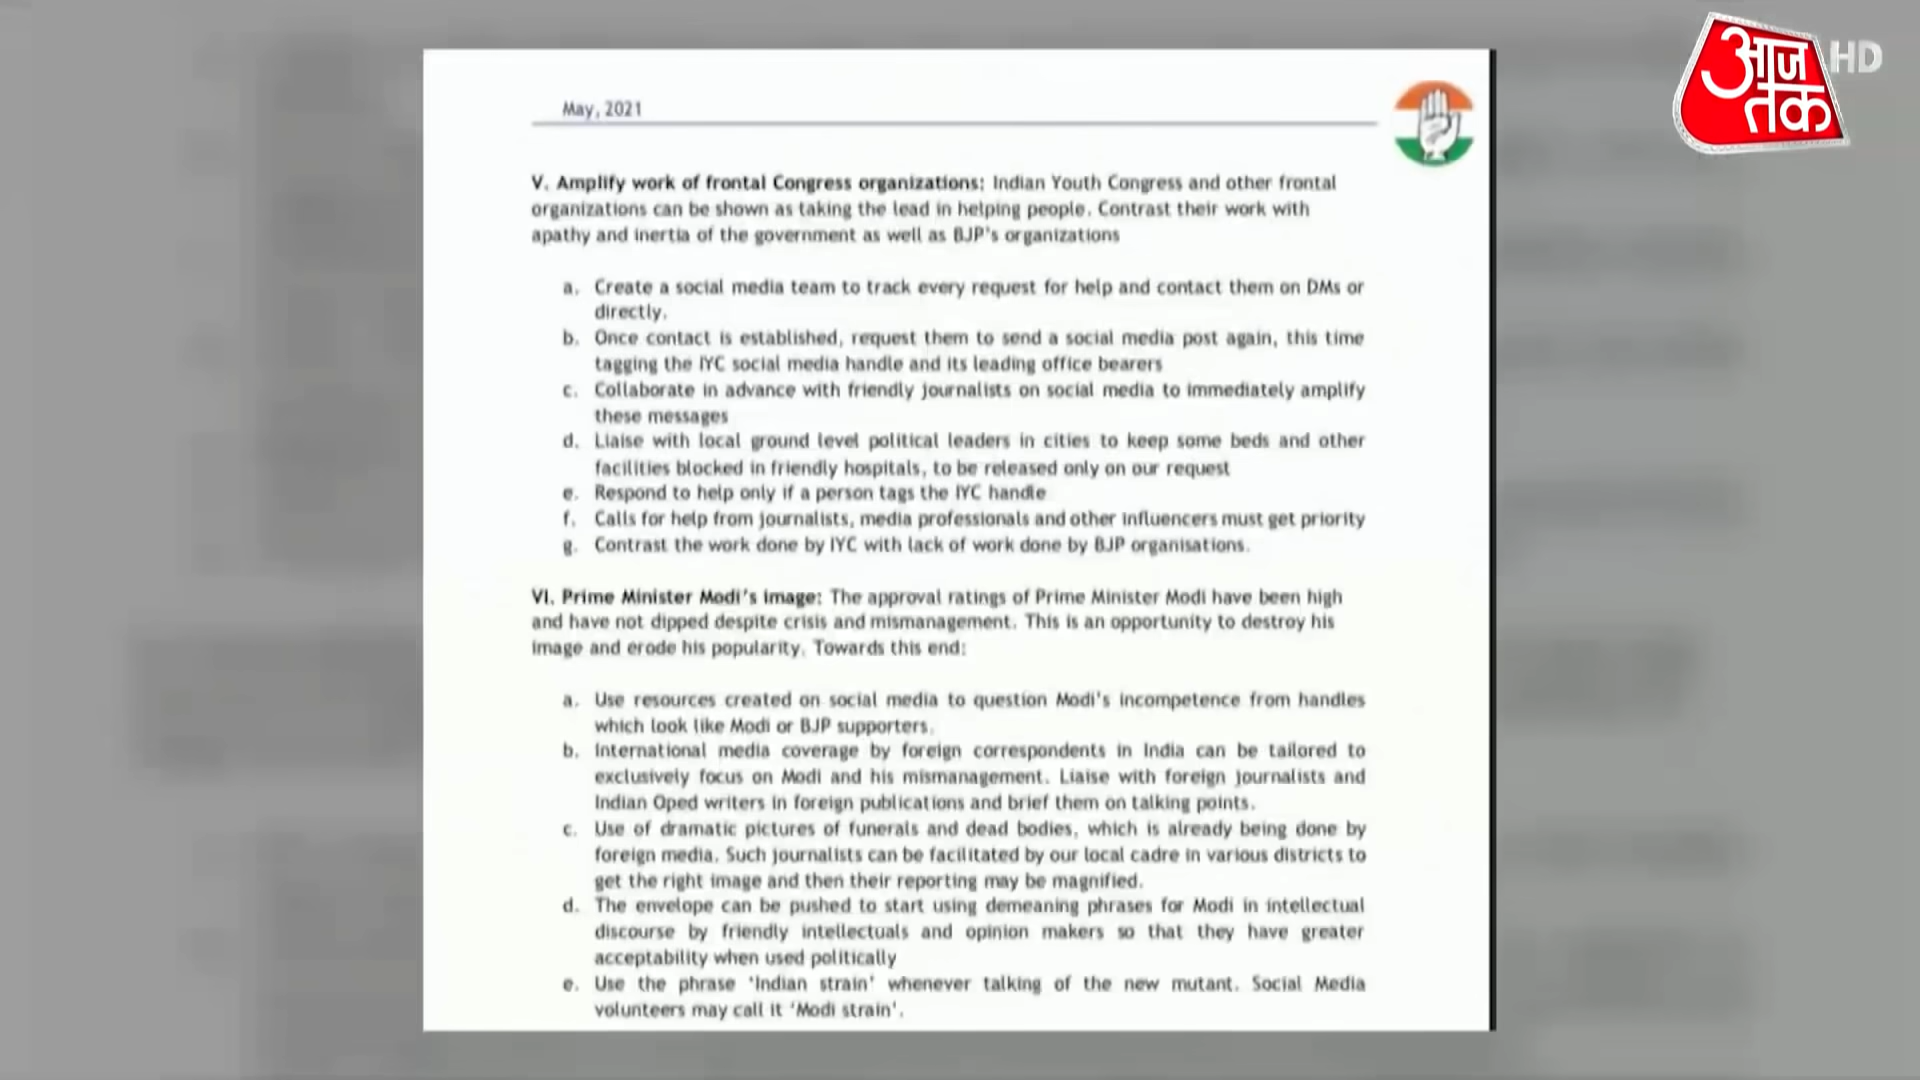 आज तक HD
May, 2021
V. Amplify work of frontal Congress organizations: Indian Youth Congress and other frontal
organizations can be shown as taking the lead in helping people. Contrast their work with
apathy and inertia of the government as well as BJP's organizations
a. Create a social media team to track every request for help and contact them on DMs or
directly.
b. Once contact is established, request them to send a social media post again, this time
tagging the IYC social media handle and its leading office bearers
c. Collaborate in advance with friendly journalists on social media to immediately amplify
these messages
d. Liaise with local ground level political leaders in cities to keep some beds and other
facilities blocked in friendly hospitals, to be released only on our request
e. Respond to help only if a person tags the IYC handle
f. Calls for help from journalists, media professionals and other influencers must get priority
g. Contrast the work done by IYC with lack of work done by BJP organisations.
VI. Prime Minister Modi's image: The approval ratings of Prime Minister Modi have been high
and have not dipped despite crisis and mismanagement. This is an opportunity to destroy his
image and erode his popularity. Towards this end:
a. Use resources created on social media to question Modi's incompetence from handles
which look like Modi or BJP supporters.
b. International media coverage by foreign correspondents in India can be tailored to
exclusively focus on Modi and his mismanagement. Liaise with foreign journalists and
Indian Oped writers in foreign publications and brief them on talking points.
c. Use of dramatic pictures of funerals and dead bodies, which is already being done by
foreign media. Such journalists can be facilitated by our local cadre in various districts to
get the right image and then their reporting may be magnified.
d. The envelope can be pushed to start using demeaning phrases for Modi in intellectual
discourse by friendly intellectuals and opinion makers so that they have greater
acceptability when used politically
e. Use the phrase 'Indian strain' whenever talking of the new mutant. Social Media
volunteers may call it 'Modi strain'.